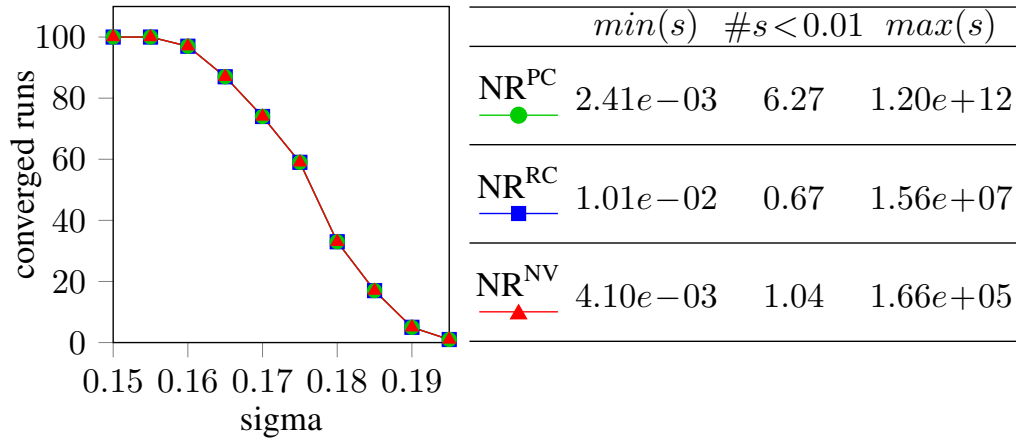 100
80
60
40
20
0
converged runs
0.15 0.16 0.17 0.18 0.19
sigma
min(s) #s<0.01 max(s)
NR^PC 2.41e−03 6.27 1.20e+12
NR^RC 1.01e−02 0.67 1.56e+07
NR^NV 4.10e−03 1.04 1.66e+05